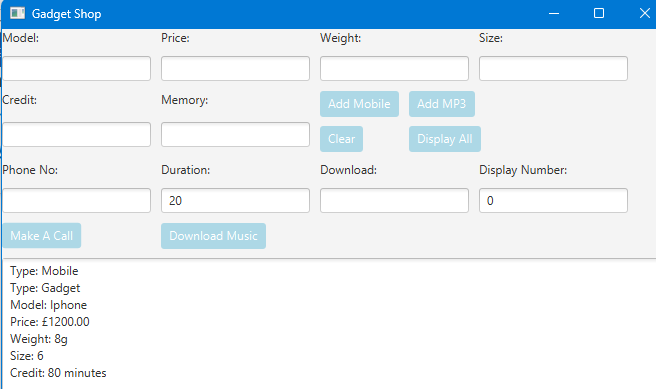 Gadget Shop
Model: Price: Weight: Size:
Credit: Memory: Add Mobile Add MP3
Clear Display All
Phone No: Duration: Download: Display Number:
20 0
Make A Call Download Music
Type: Mobile
Type: Gadget
Model: Iphone
Price: £1200.00
Weight: 8g
Size: 6
Credit: 80 minutes